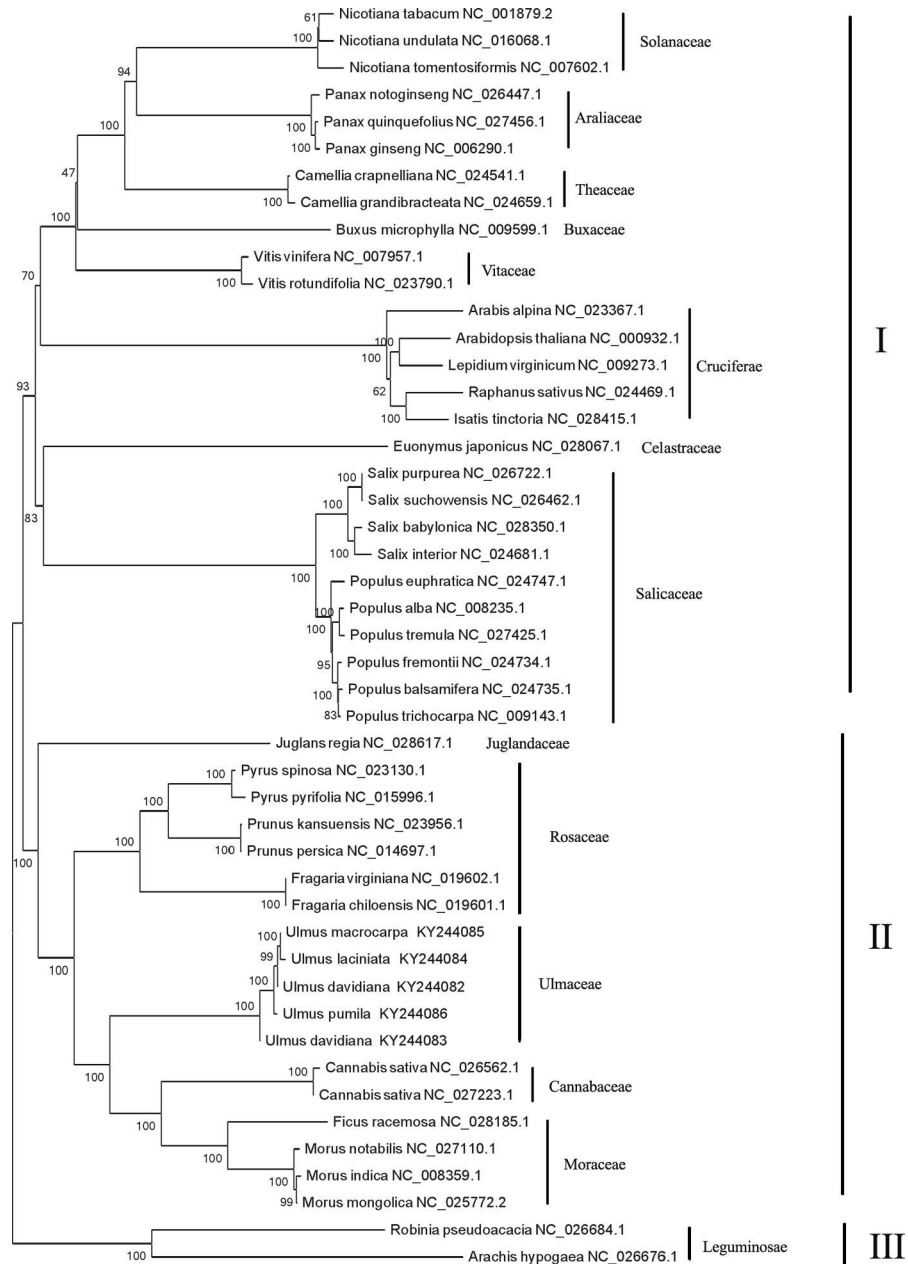 61
Nicotiana tabacum NC_001879.2
100
Nicotiana undulata NC_016068.1
Solanaceae
Nicotiana tomentosiformis NC_007602.1
94
Panax notoginseng NC_026447.1
100
Panax quinquefolius NC_027456.1
Araliaceae
100
Panax ginseng NC_006290.1
100
Camellia crapnelliana NC_024541.1
Theaceae
100
Camellia grandibracteata NC_024659.1
47
100
Buxus microphylla NC_009599.1 Buxaceae
Vitis vinifera NC_007957.1
Vitaceae
100
Vitis rotundifolia NC_023790.1
70
Arabis alpina NC_023367.1
100
Arabidopsis thaliana NC_000932.1
I
100
Lepidium virginicum NC_009273.1
Cruciferae
62
Raphanus sativus NC_024469.1
100
Isatis tinctoria NC_028415.1
93
Euonymus japonicus NC_028067.1 Celastraceae
100
Salix purpurea NC_026722.1
100
Salix suchowensis NC_026462.1
83
Salix babylonica NC_028350.1
100
Salix interior NC_024681.1
100
Populus euphratica NC_024747.1
Salicaceae
100
Populus alba NC_008235.1
100
Populus tremula NC_027425.1
95
Populus fremontii NC_024734.1
100
Populus balsamifera NC_024735.1
83
Populus trichocarpa NC_009143.1
Juglans regia NC_028617.1 Juglandaceae
100
Pyrus spinosa NC_023130.1
100
Pyrus pyrifolia NC_015996.1
100
Prunus kansuensis NC_023956.1
Rosaceae
100
Prunus persica NC_014697.1
100
Fragaria virginiana NC_019602.1
100
Fragaria chiloensis NC_019601.1
100
Ulmus macrocarpa KY244085
II
99
Ulmus laciniata KY244084
100
100
Ulmus davidiana KY244082
Ulmaceae
100
Ulmus pumila KY244086
Ulmus davidiana KY244083
100
100
Cannabis sativa NC_026562.1
Cannabaceae
Cannabis sativa NC_027223.1
100
Ficus racemosa NC_028185.1
100
Morus notabilis NC_027110.1
Moraceae
100
Morus indica NC_008359.1
99
Morus mongolica NC_025772.2
Robinia pseudoacacia NC_026684.1
Leguminosae
III
100
Arachis hypogaea NC_026676.1